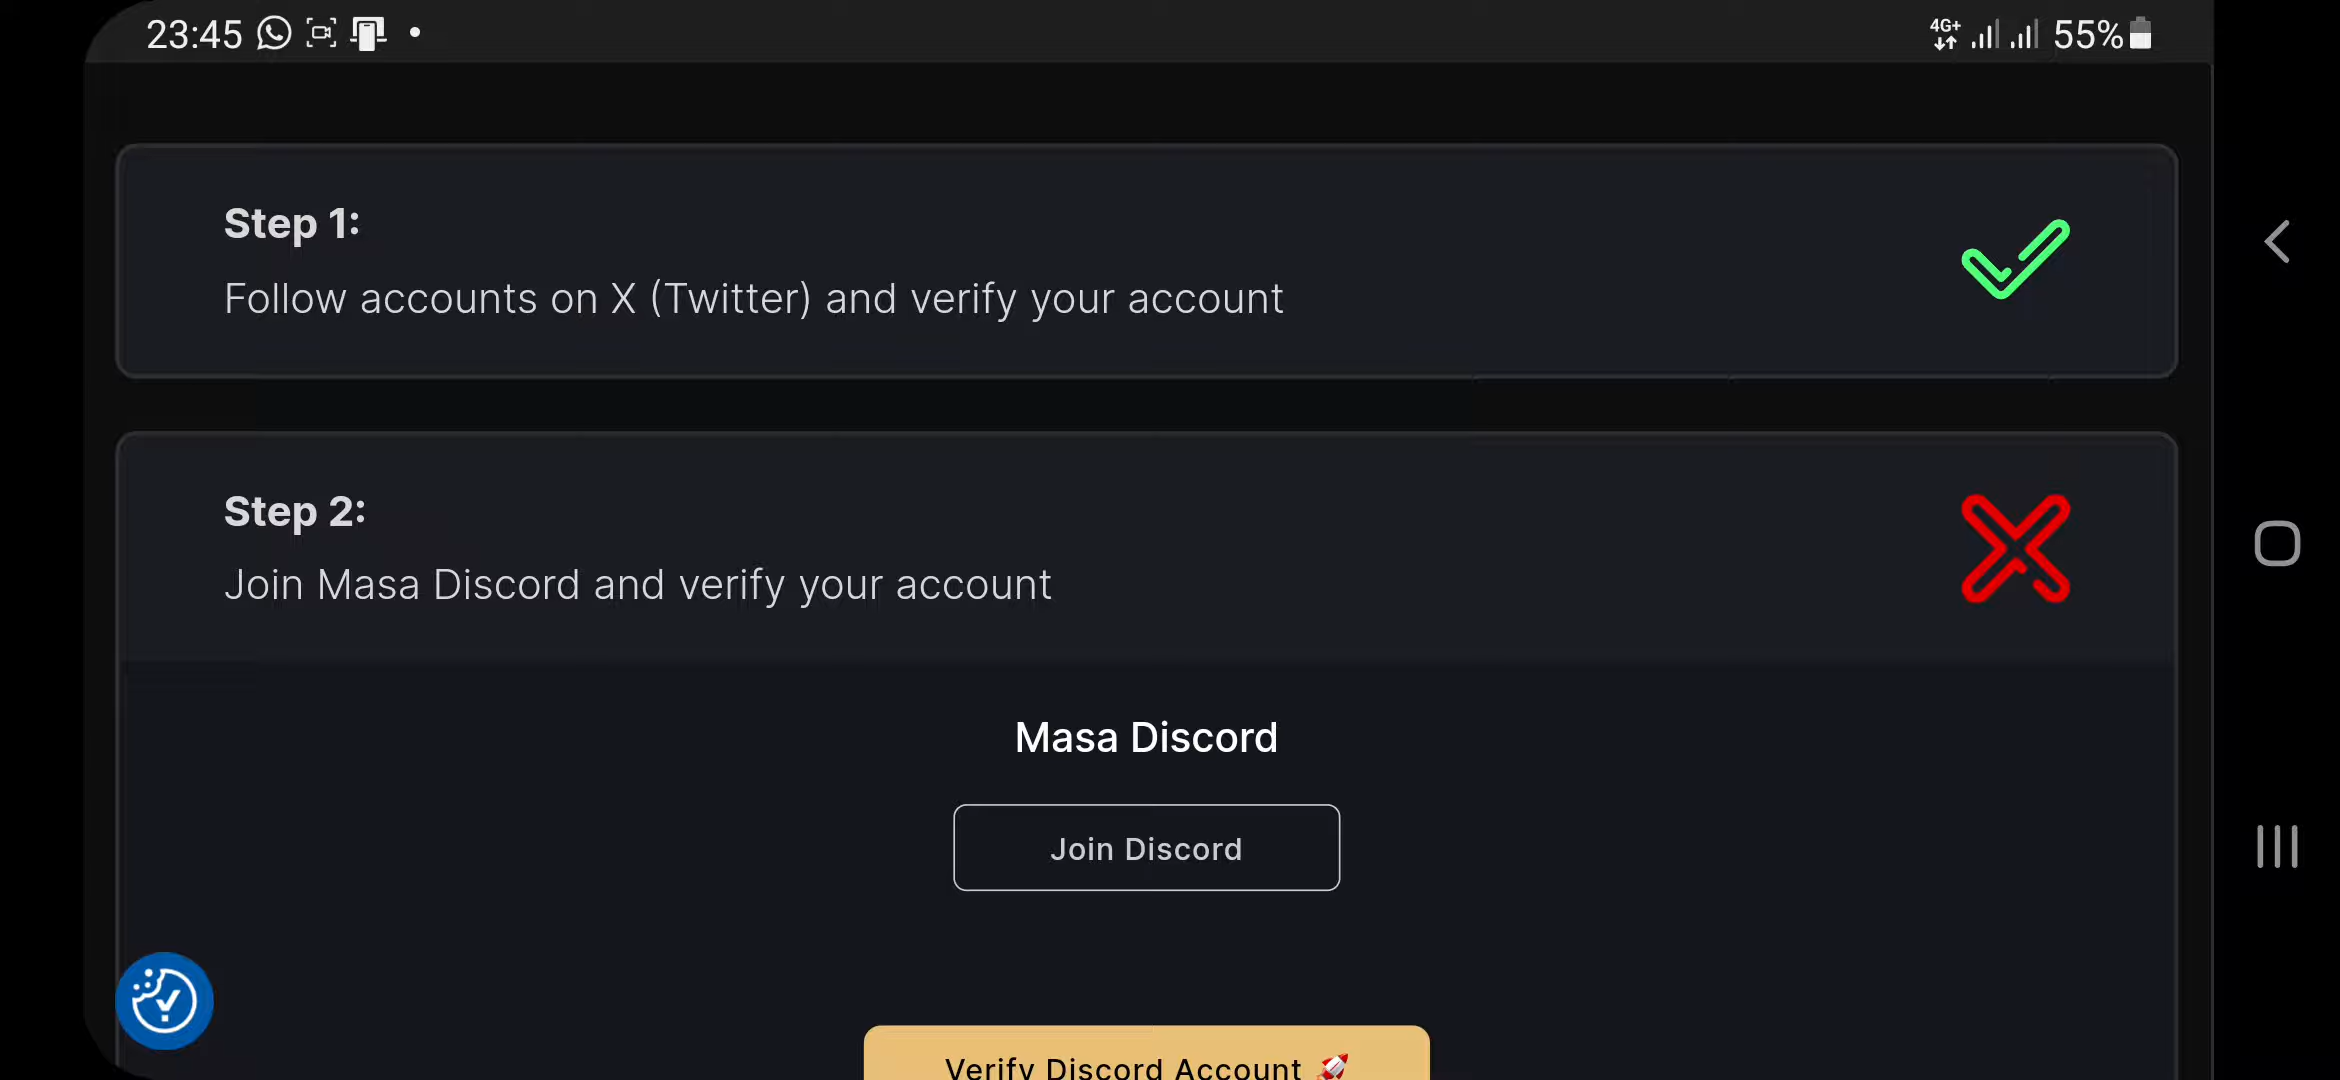 23:45
4G+
55%
Step 1:
Follow accounts on X (Twitter) and verify your account
Step 2:
Join Masa Discord and verify your account
Masa Discord
Join Discord
Verify Discord Account 🚀